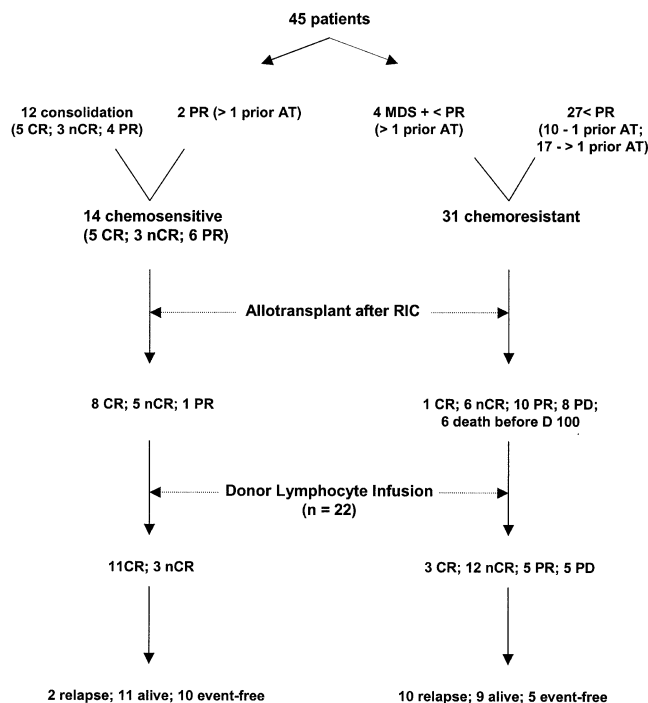 45 patients
12 consolidation
(5 CR; 3 nCR; 4 PR)
2 PR (> 1 prior AT)
4 MDS + < PR
(> 1 prior AT)
27< PR
(10 - 1 prior AT;
17 - > 1 prior AT)
14 chemosensitive
(5 CR; 3 nCR; 6 PR)
31 chemoresistant
Allotransplant after RIC
8 CR; 5 nCR; 1 PR
1 CR; 6 nCR; 10 PR; 8 PD;
6 death before D 100
Donor Lymphocyte Infusion
(n = 22)
11CR; 3 nCR
3 CR; 12 nCR; 5 PR; 5 PD
2 relapse; 11 alive; 10 event-free
10 relapse; 9 alive; 5 event-free